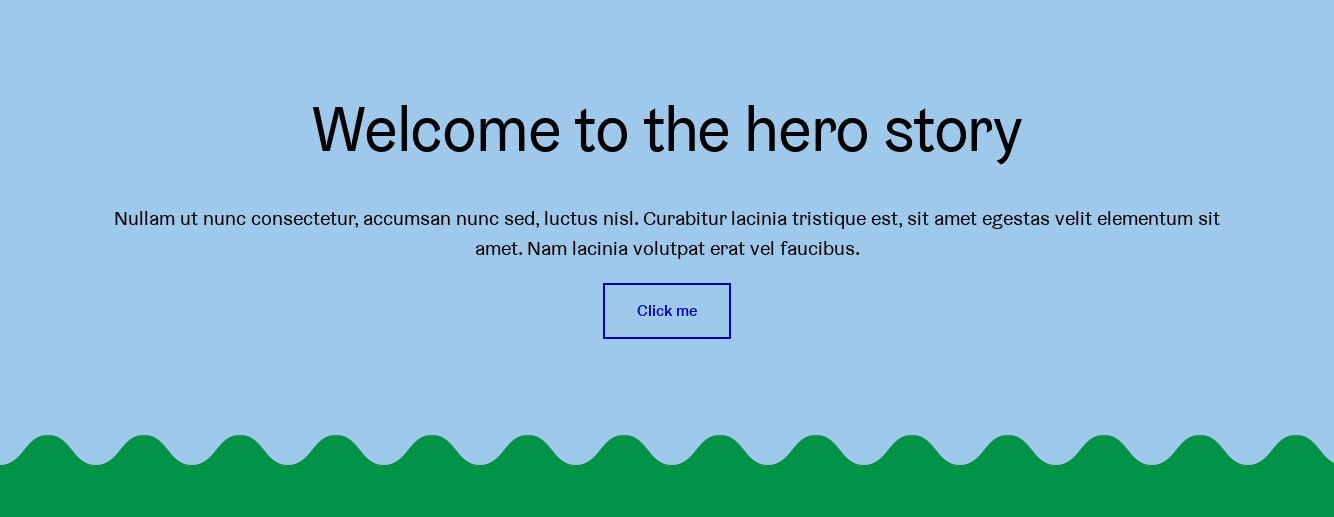 Welcome to the hero story
Nullam ut nunc consectetur, accumsan nunc sed, luctus nisl. Curabitur lacinia tristique est, sit amet egestas velit elementum sit
amet. Nam lacinia volutpat erat vel faucibus.
Click me